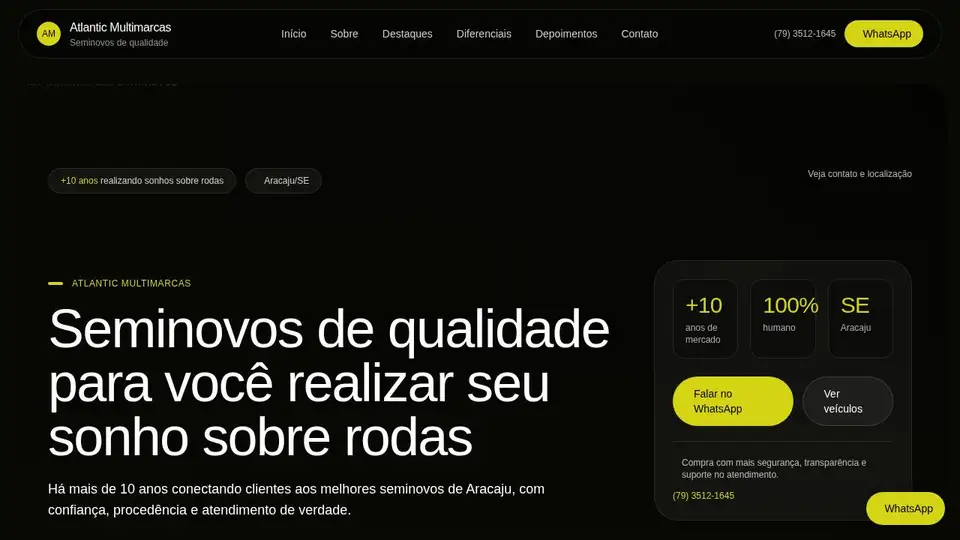 AM
Atlantic Multimarcas
Seminovos de qualidade
Início
Sobre
Destaques
Diferenciais
Depoimentos
Contato
(79) 3512-1645
WhatsApp
+10 anos realizando sonhos sobre rodas
Aracaju/SE
Veja contato e localização
ATLANTIC MULTIMARCAS
Seminovos de qualidade
para você realizar seu
sonho sobre rodas
Há mais de 10 anos conectando clientes aos melhores seminovos de Aracaju, com
confiança, procedência e atendimento de verdade.
+10
anos de
mercado
100%
humano
SE
Aracaju
Falar no
WhatsApp
Ver
veículos
Compra com mais segurança, transparência e
suporte no atendimento.
(79) 3512-1645
WhatsApp